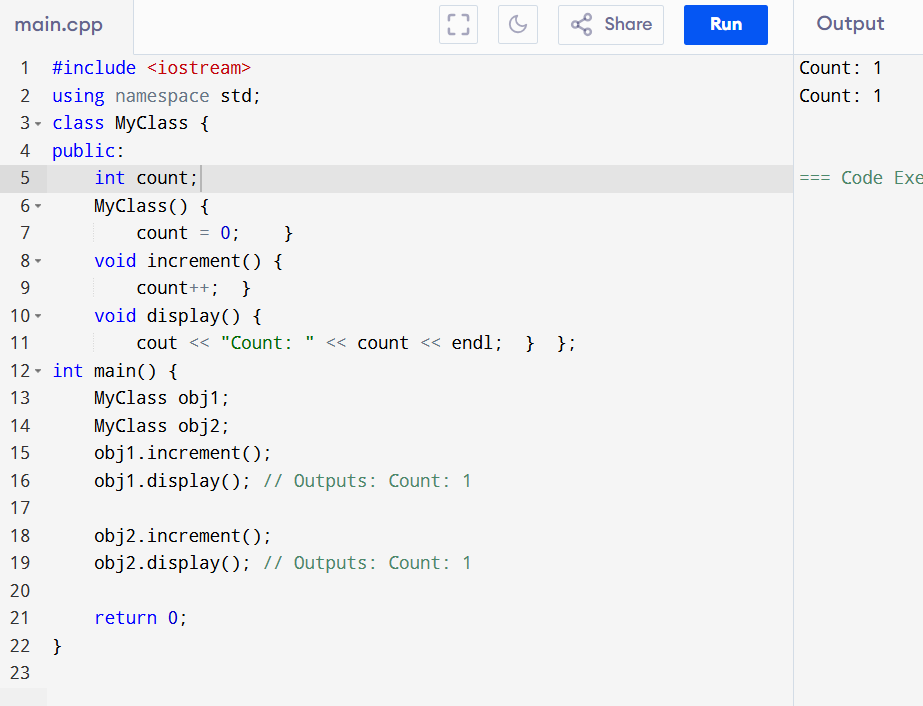 main.cpp
Share
Run
Output
1 #include <iostream>
2 using namespace std;
3 class MyClass {
4 public:
5     int count;
6     MyClass() {
7         count = 0;    }
8     void increment() {
9         count++;  }
10     void display() {
11         cout << "Count: " << count << endl;  }  };
12 int main() {
13     MyClass obj1;
14     MyClass obj2;
15     obj1.increment();
16     obj1.display(); // Outputs: Count: 1
17
18     obj2.increment();
19     obj2.display(); // Outputs: Count: 1
20
21     return 0;
22 }
23
Count: 1
Count: 1
=== Code Exe